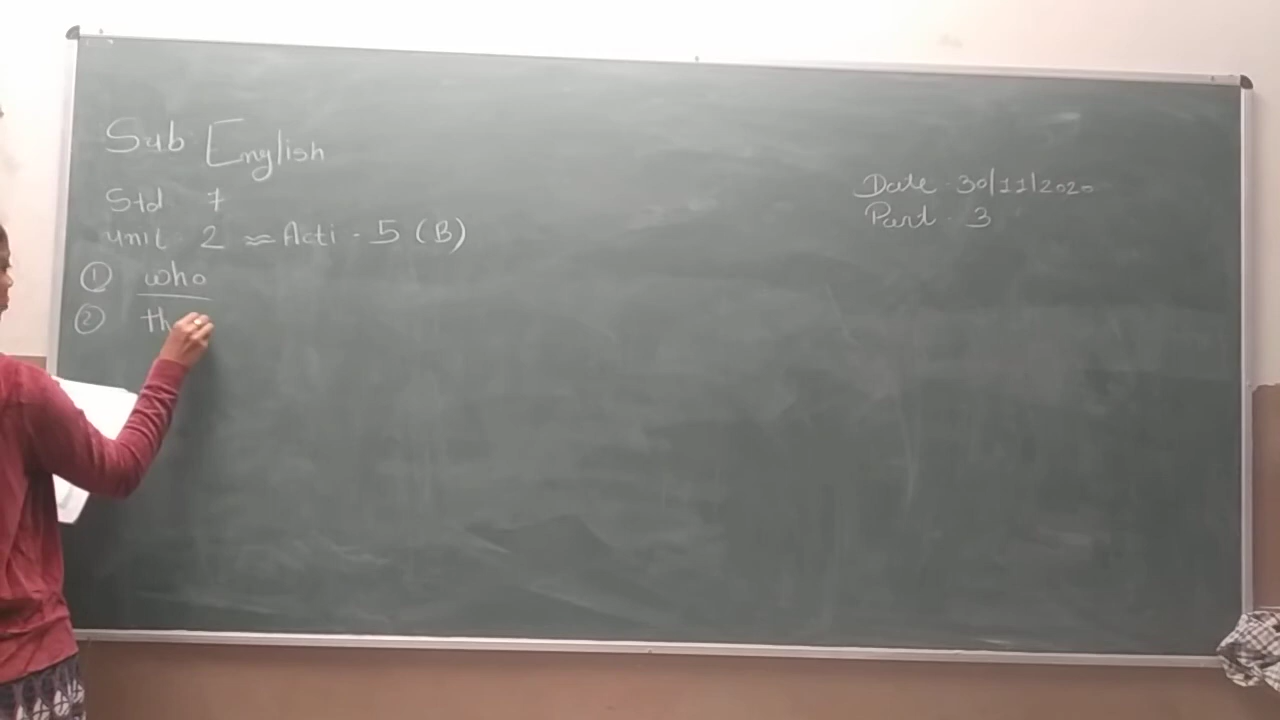 Sub English
Std 7
unit . 2 ≈ Acti - 5 (B)
① who
② th
Date . 30/11/2020
Part . 3